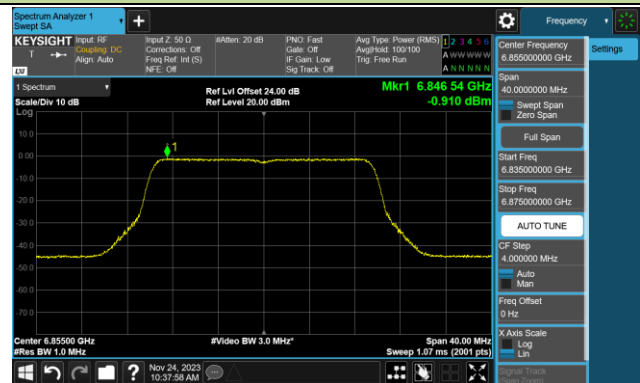 Spectrum Analyzer 1
Swept SA
Frequency
KEYSIGHT
Input: RF
Coupling: DC
Align: Auto
Input Z: 50 Ω
Corrections: Off
Freq Ref: Int (S)
NFE: Off
#Atten: 20 dB
PNO: Fast
Gate: Off
IF Gain: Low
Sig Track: Off
Avg Type: Power (RMS)
Avg|Hold: 100/100
Trig: Free Run
1 2 3 4 5 6
A W W W W W
A N N N N N
LXI
T
1 Spectrum
Scale/Div 10 dB
Log
Ref Lvl Offset 24.00 dB
Ref Level 20.00 dBm
Mkr1 6.846 54 GHz
-0.910 dBm
1
10.0
0.00
-10.0
-20.0
-30.0
-40.0
-50.0
-60.0
-70.0
Center 6.85500 GHz
#Res BW 1.0 MHz
#Video BW 3.0 MHz*
Span 40.00 MHz
Sweep 1.07 ms (2001 pts)
Nov 24, 2023
10:37:58 AM
Center Frequency
6.855000000 GHz
Span
40.0000000 MHz
Swept Span
Zero Span
Full Span
Start Freq
6.835000000 GHz
Stop Freq
6.875000000 GHz
AUTO TUNE
CF Step
4.000000 MHz
Auto
Man
Freq Offset
0 Hz
X Axis Scale
Log
Lin
Signal Track
Settings